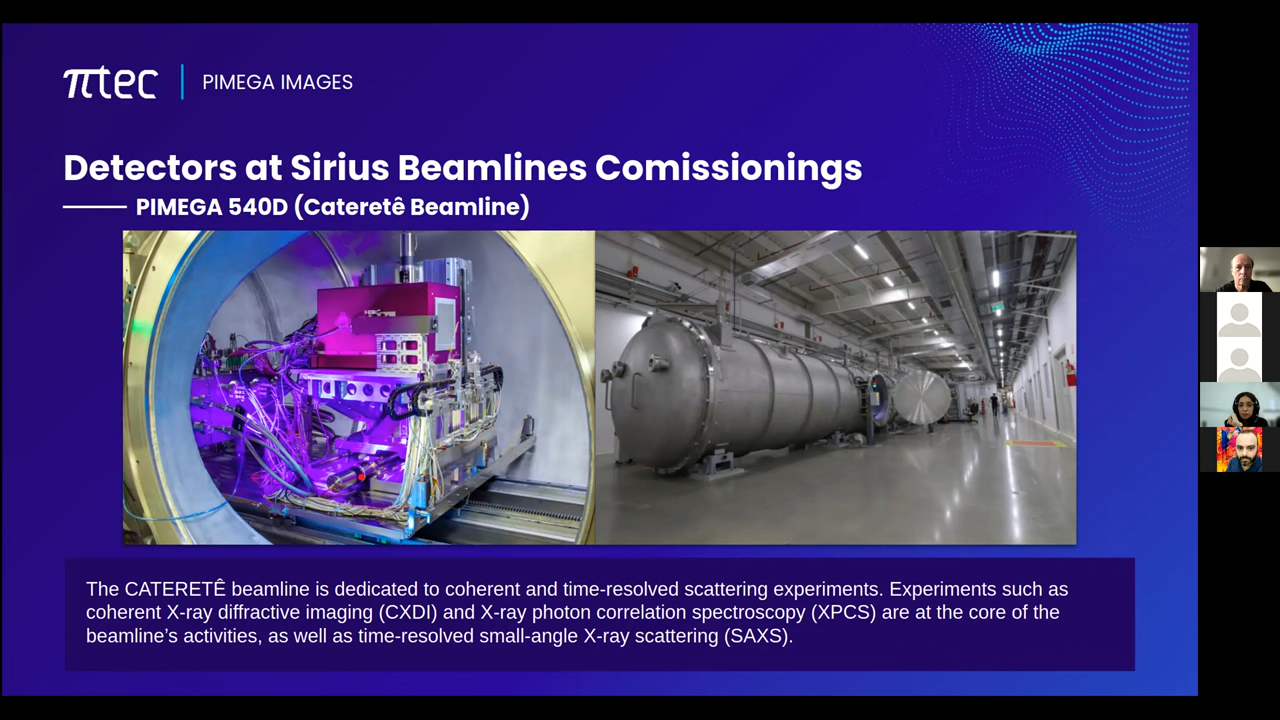 πtec | PIMEGA IMAGES
Detectors at Sirius Beamlines Comissionings
PIMEGA 540D (Cateretê Beamline)
The CATERETÊ beamline is dedicated to coherent and time-resolved scattering experiments. Experiments such as
coherent X-ray diffractive imaging (CXDI) and X-ray photon correlation spectroscopy (XPCS) are at the core of the
beamline’s activities, as well as time-resolved small-angle X-ray scattering (SAXS).